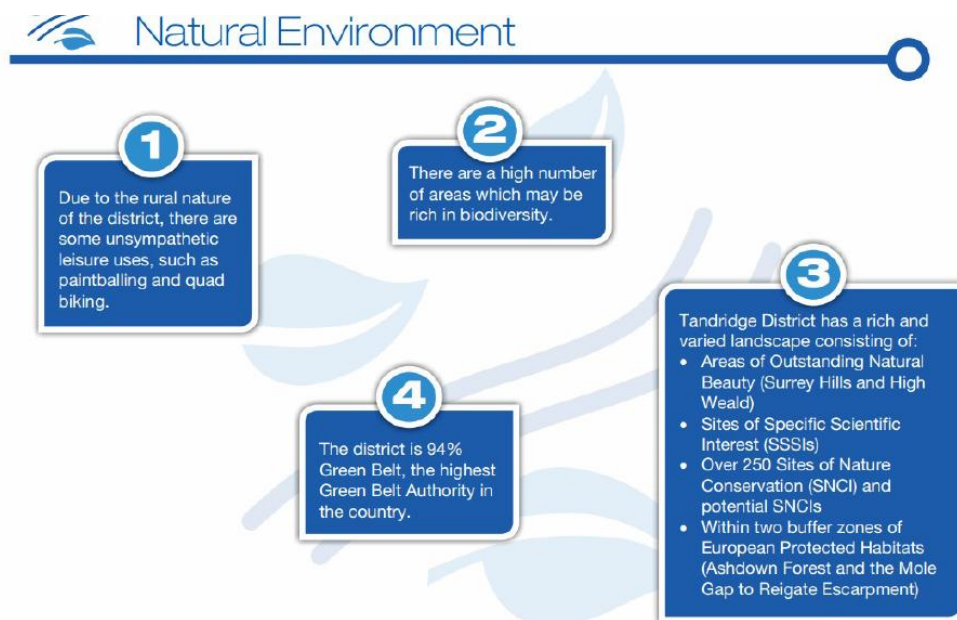 Natural Environment
1
Due to the rural nature
of the district, there are
some unsympathetic
leisure uses, such as
paintballing and quad
biking.
2
There are a high number
of areas which may be
rich in biodiversity.
3
Tandridge District has a rich and
varied landscape consisting of:
• Areas of Outstanding Natural
Beauty (Surrey Hills and High
Weald)
• Sites of Specific Scientific
Interest (SSSIs)
• Over 250 Sites of Nature
Conservation (SNCI) and
potential SNCIs
• Within two buffer zones of
European Protected Habitats
(Ashdown Forest and the Mole
Gap to Reigate Escarpment)
4
The district is 94%
Green Belt, the highest
Green Belt Authority in
the country.